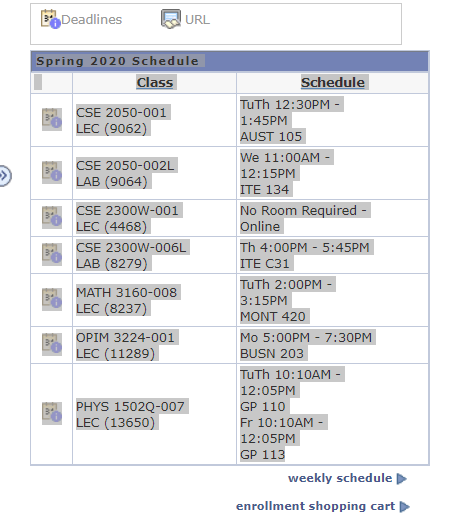 Deadlines URL
Spring 2020 Schedule
Class Schedule
CSE 2050-001
LEC (9062)
TuTh 12:30PM -
1:45PM
AUST 105
CSE 2050-002L
LAB (9064)
We 11:00AM -
12:15PM
ITE 134
CSE 2300W-001
LEC (4468)
No Room Required -
Online
CSE 2300W-006L
LAB (8279)
Th 4:00PM - 5:45PM
ITE C31
MATH 3160-008
LEC (8237)
TuTh 2:00PM -
3:15PM
MONT 420
OPIM 3224-001
LEC (11289)
Mo 5:00PM - 7:30PM
BUSN 203
PHYS 1502Q-007
LEC (13650)
TuTh 10:10AM -
12:05PM
GP 110
Fr 10:10AM -
12:05PM
GP 113
weekly schedule
enrollment shopping cart